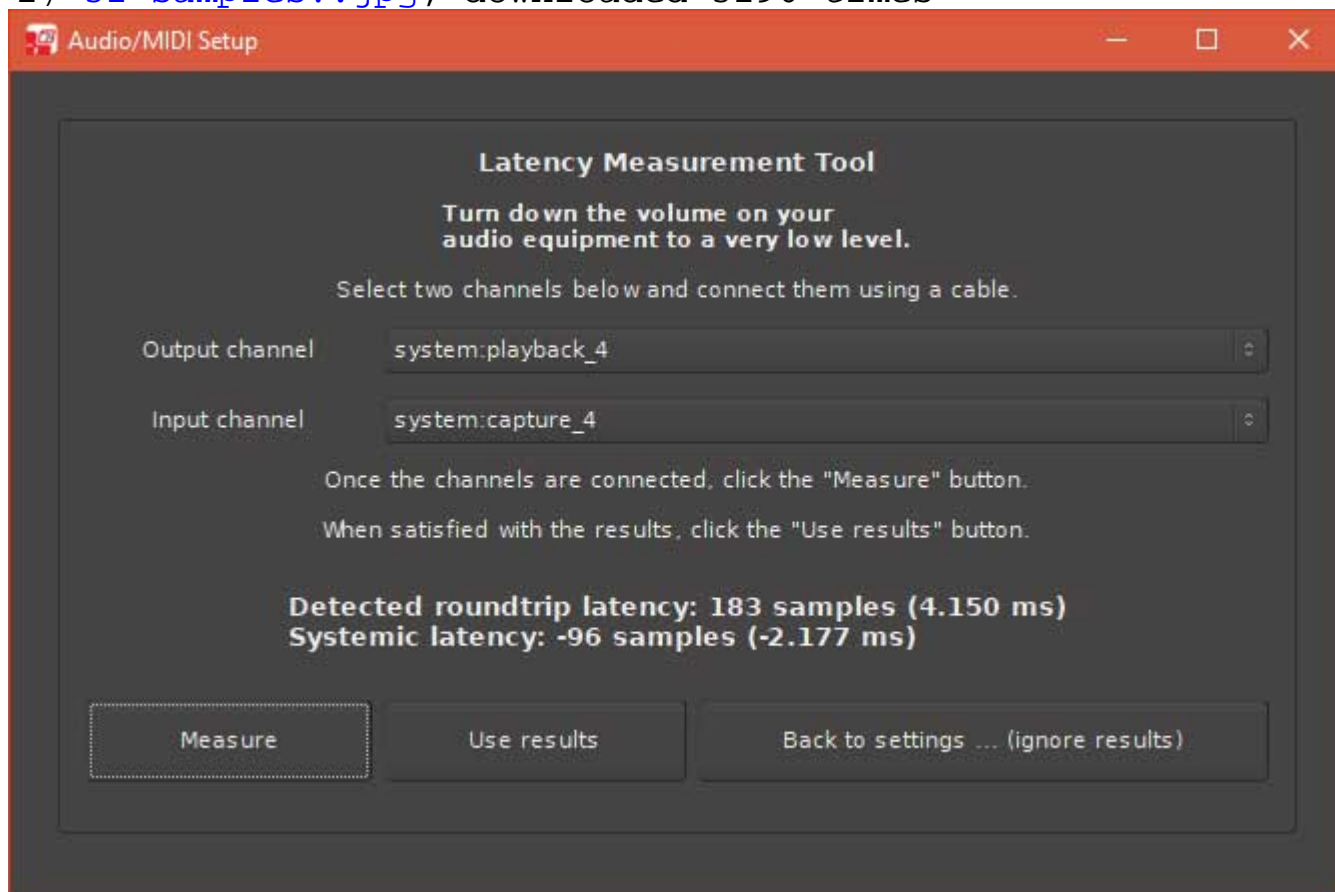 Audio/MIDI Setup
Latency Measurement Tool
Turn down the volume on your
audio equipment to a very low level.
Select two channels below and connect them using a cable.
Output channel system:playback_4
Input channel system:capture_4
Once the channels are connected, click the "Measure" button.
When satisfied with the results, click the "Use results" button.
Detected roundtrip latency: 183 samples (4.150 ms)
Systemic latency: -96 samples (-2.177 ms)
Measure Use results Back to settings ... (ignore results)